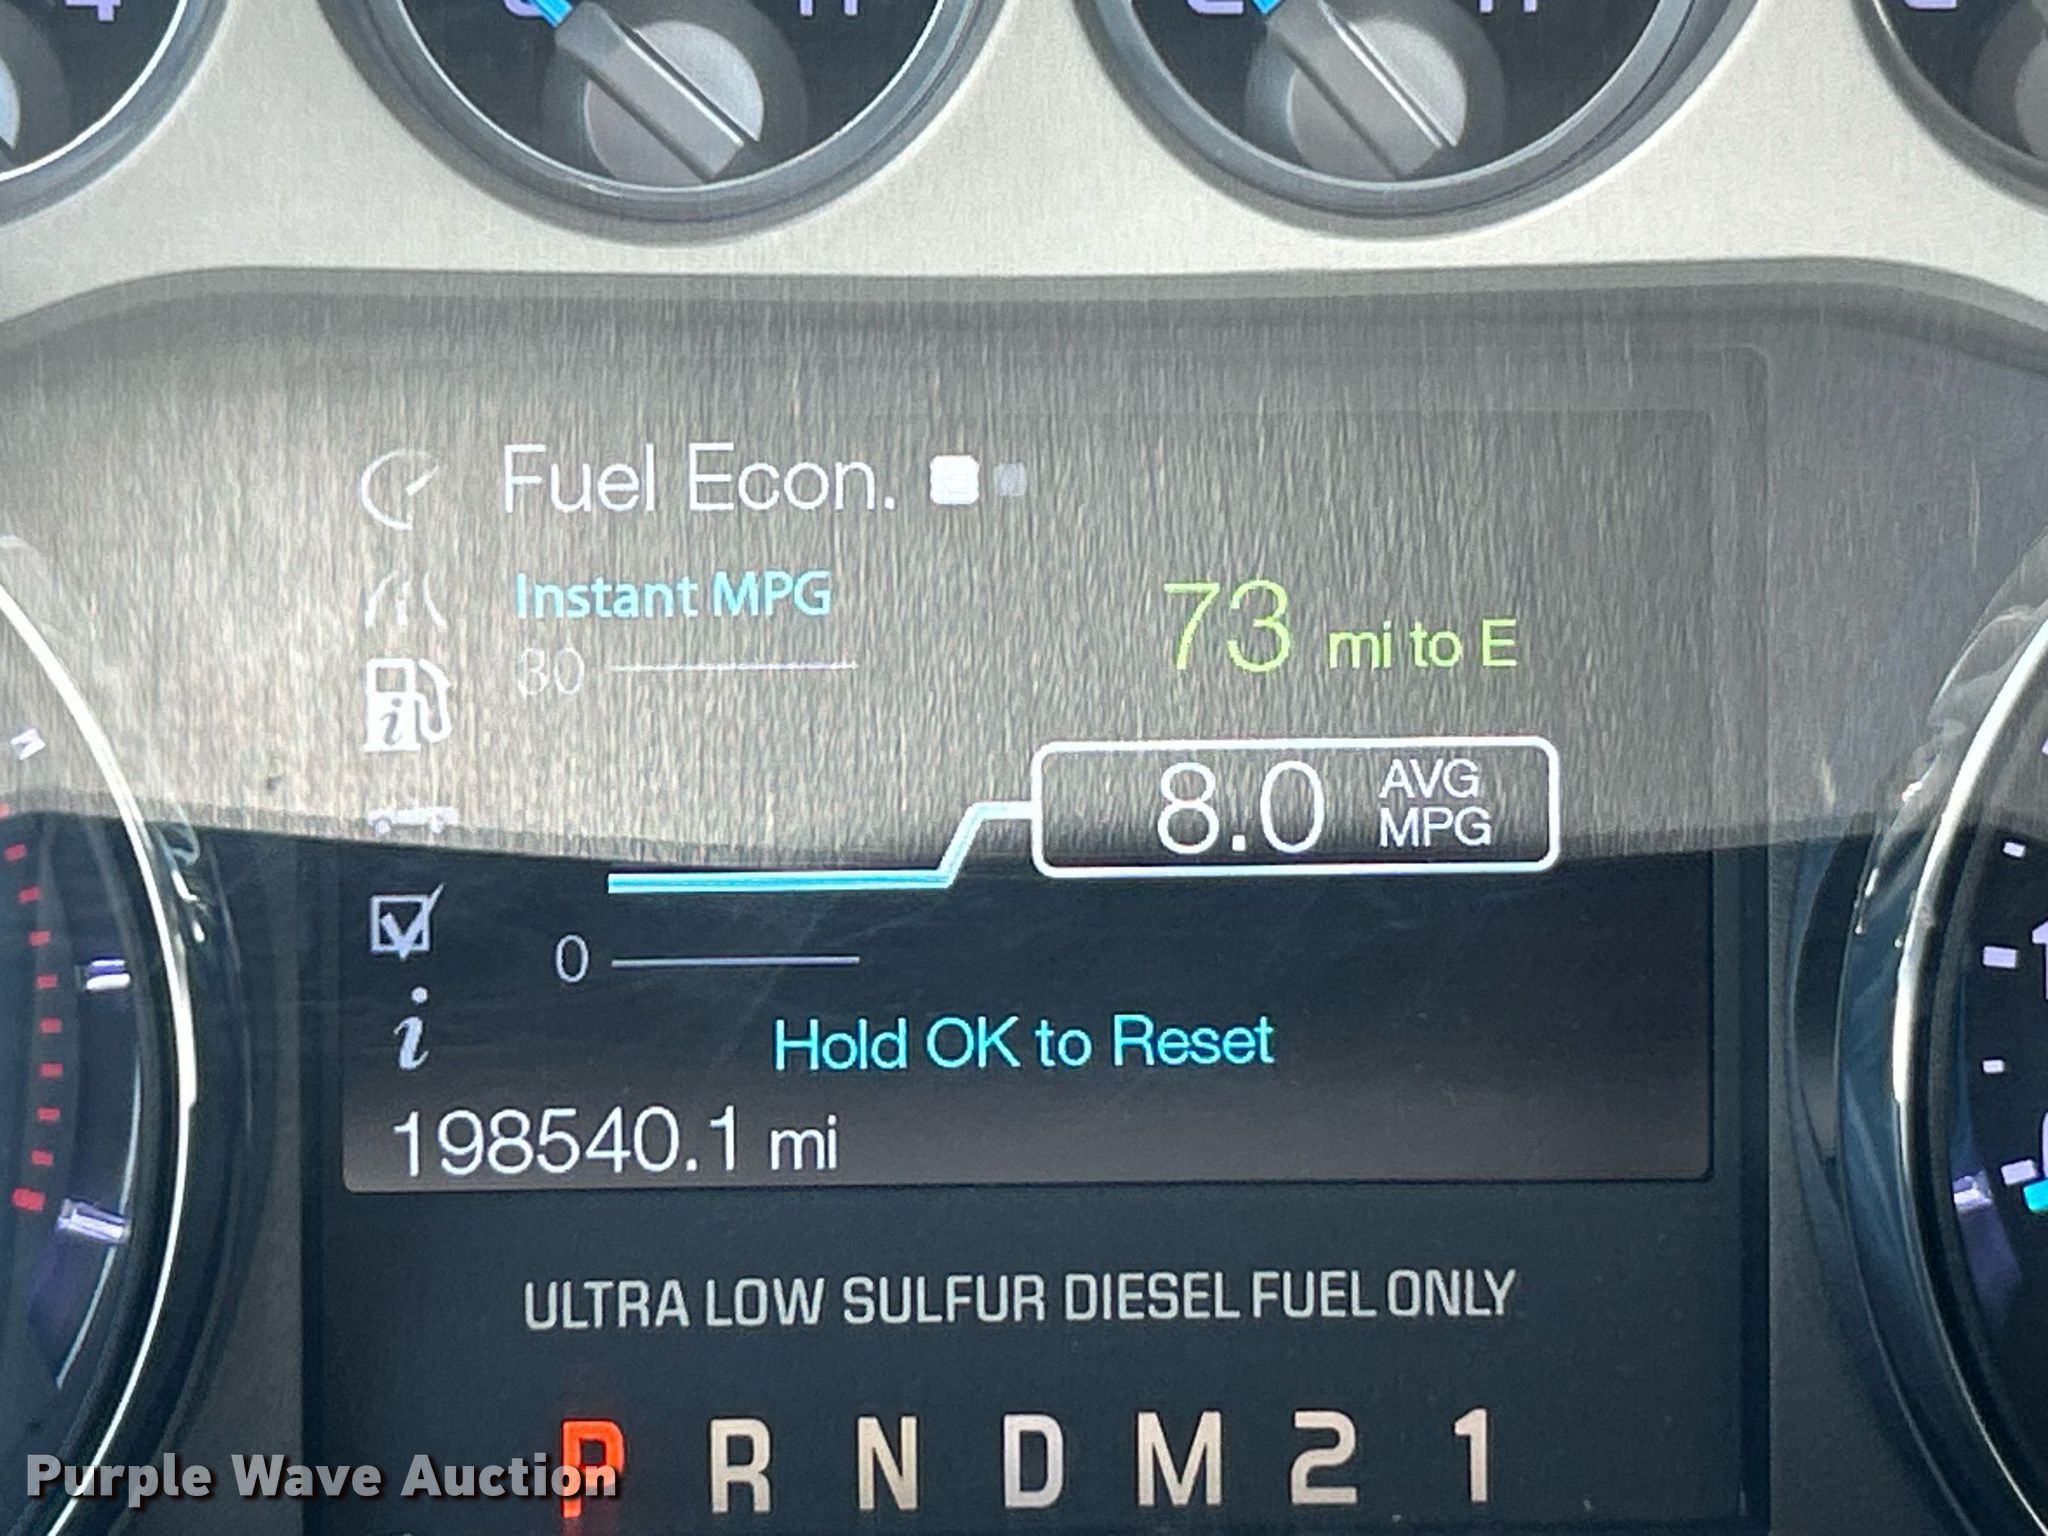 Fuel Econ.
Instant MPG
30
73 mi to E
8.0 AVG MPG
0
i
Hold OK to Reset
198540.1 mi
ULTRA LOW SULFUR DIESEL FUEL ONLY
P R N D M 2 1
Purple Wave Auction